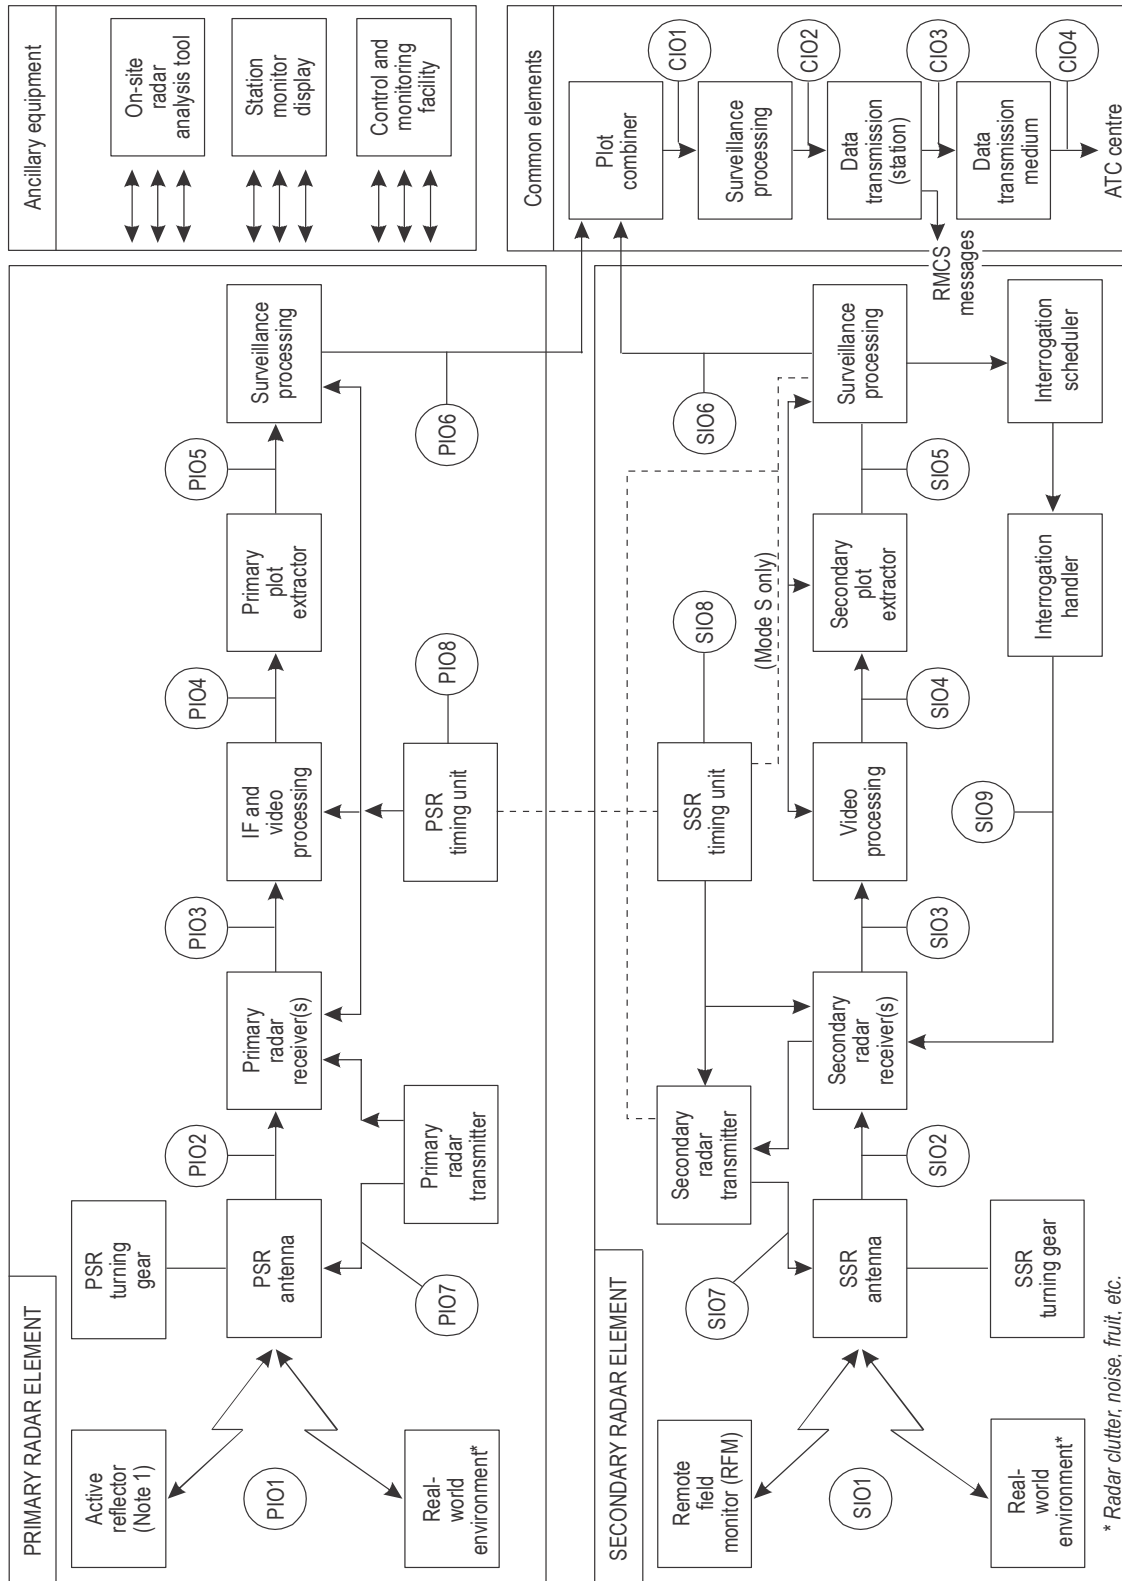 PRIMARY RADAR ELEMENT
Active
reflector
(Note 1)
PIO1
Real-
world
environment*
PSR
turning
gear
PSR
antenna
PIO7
PIO2
Primary
radar
transmitter
Primary
radar
receiver(s)
PIO3
IF and
video
processing
PSR
timing unit
PIO8
PIO4
Primary
plot
extractor
PIO5
Surveillance
processing
PIO6
Ancillary equipment
On-site
radar
analysis tool
Station
monitor
display
Control and
monitoring
facility
SECONDARY RADAR ELEMENT
Remote
field
monitor (RFM)
SIO1
Real-
world
environment*
SIO7
SSR
antenna
SSR
turning gear
Secondary
radar
transmitter
SIO2
Secondary
radar
receiver(s)
SIO3
SSR
timing unit
SIO8
(Mode S only)
Video
processing
SIO9
SIO4
Secondary
plot
extractor
Interrogation
handler
SIO5
SIO6
Surveillance
processing
Interrogation
scheduler
Common elements
Plot
combiner
CIO1
Surveillance
processing
CIO2
Data
transmission
(station)
RMCS
messages
CIO3
Data
transmission
medium
CIO4
ATC centre
* Radar clutter, noise, fruit, etc.